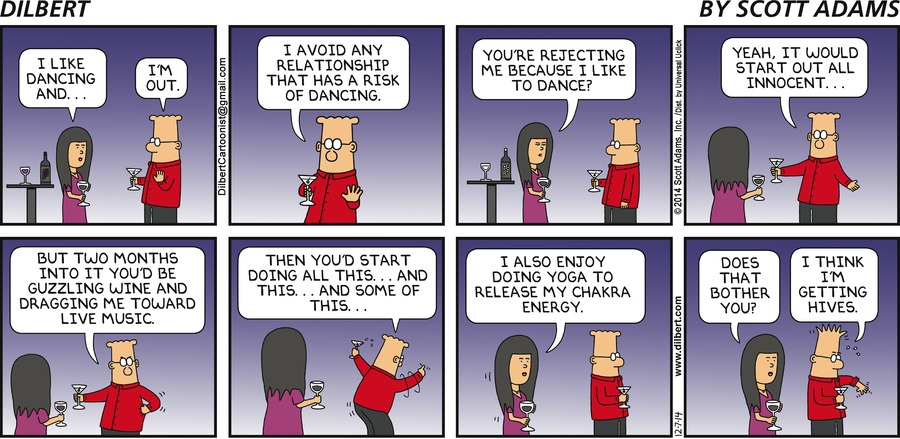 DILBERT
BY SCOTT ADAMS
I LIKE
DANCING
AND. . .
I'M
OUT.
DilbertCartoonist@gmail.com
I AVOID ANY
RELATIONSHIP
THAT HAS A RISK
OF DANCING.
YOU'RE REJECTING
ME BECAUSE I LIKE
TO DANCE?
©2014 Scott Adams, Inc. /Dist. by Universal Uclick
YEAH, IT WOULD
START OUT ALL
INNOCENT. . .
BUT TWO MONTHS
INTO IT YOU'D BE
GUZZLING WINE AND
DRAGGING ME TOWARD
LIVE MUSIC.
THEN YOU'D START
DOING ALL THIS. . . AND
THIS. . . AND SOME OF
THIS. . .
I ALSO ENJOY
DOING YOGA TO
RELEASE MY CHAKRA
ENERGY.
12-7-14
www.dilbert.com
DOES
THAT
BOTHER
YOU?
I THINK
I'M
GETTING
HIVES.